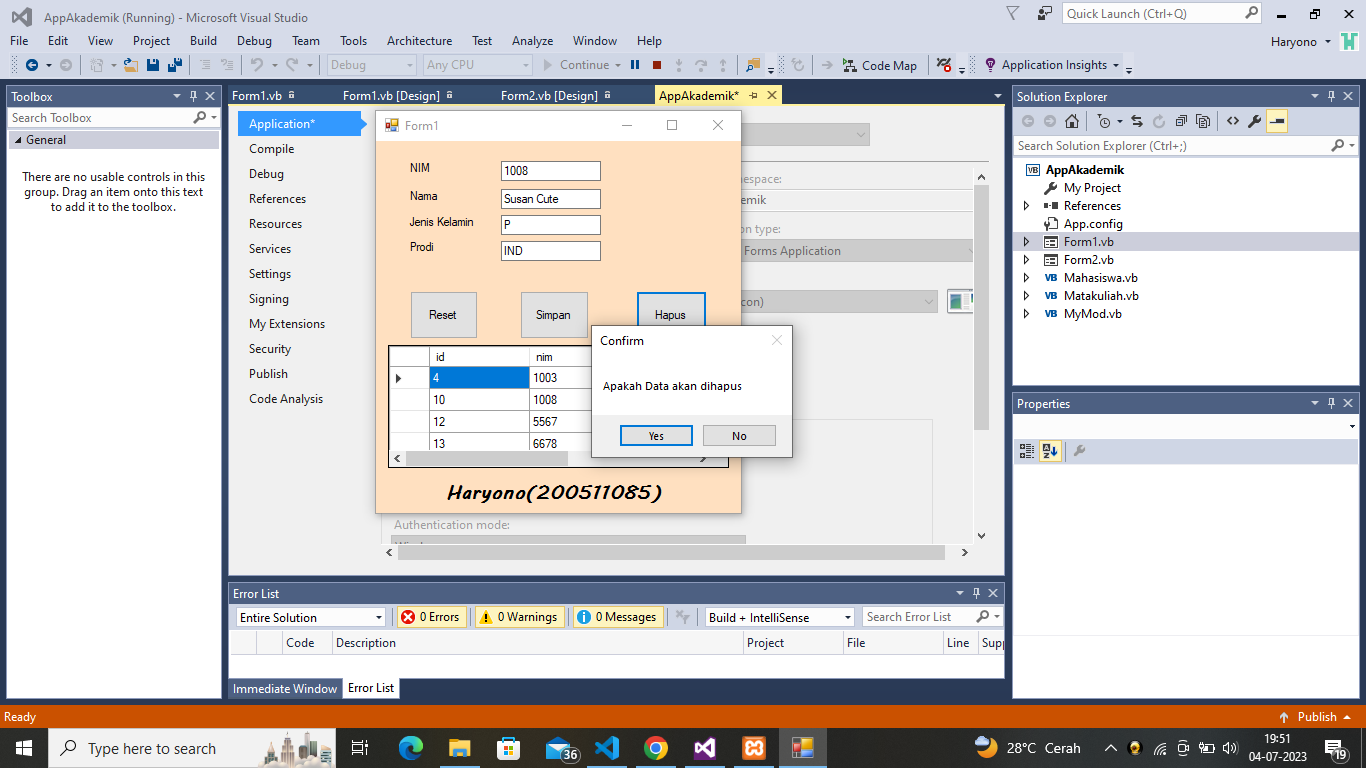 AppAkademik (Running) - Microsoft Visual Studio
Quick Launch (Ctrl+Q)
File Edit View Project Build Debug Team Tools Architecture Test Analyze Window Help
Haryono
Debug Any CPU Continue Code Map Application Insights
Toolbox
Search Toolbox
General
There are no usable controls in this
group. Drag an item onto this text
to add it to the toolbox.
Form1.vb Form1.vb [Design] Form2.vb [Design] AppAkademik*
Application*
Compile
Debug
References
Resources
Services
Settings
Signing
My Extensions
Security
Publish
Code Analysis
Form1
NIM 1008
Nama Susan Cute
Jenis Kelamin P
Prodi IND
Reset Simpan Hapus
id nim
4 1003
10 1008
12 5567
13 6678
Haryono(200511085)
Confirm
Apakah Data akan dihapus
Yes No
espace:
emik
on type:
Forms Application
con)
Authentication mode:
Error List
Entire Solution 0 Errors 0 Warnings 0 Messages Build + IntelliSense Search Error List
Code Description Project File Line Supp
Immediate Window Error List
Solution Explorer
Search Solution Explorer (Ctrl+;)
VB AppAkademik
My Project
References
App.config
Form1.vb
Form2.vb
VB Mahasiswa.vb
VB Matakuliah.vb
VB MyMod.vb
Properties
Ready
Publish
Type here to search
36
28°C Cerah
19:51
04-07-2023
19